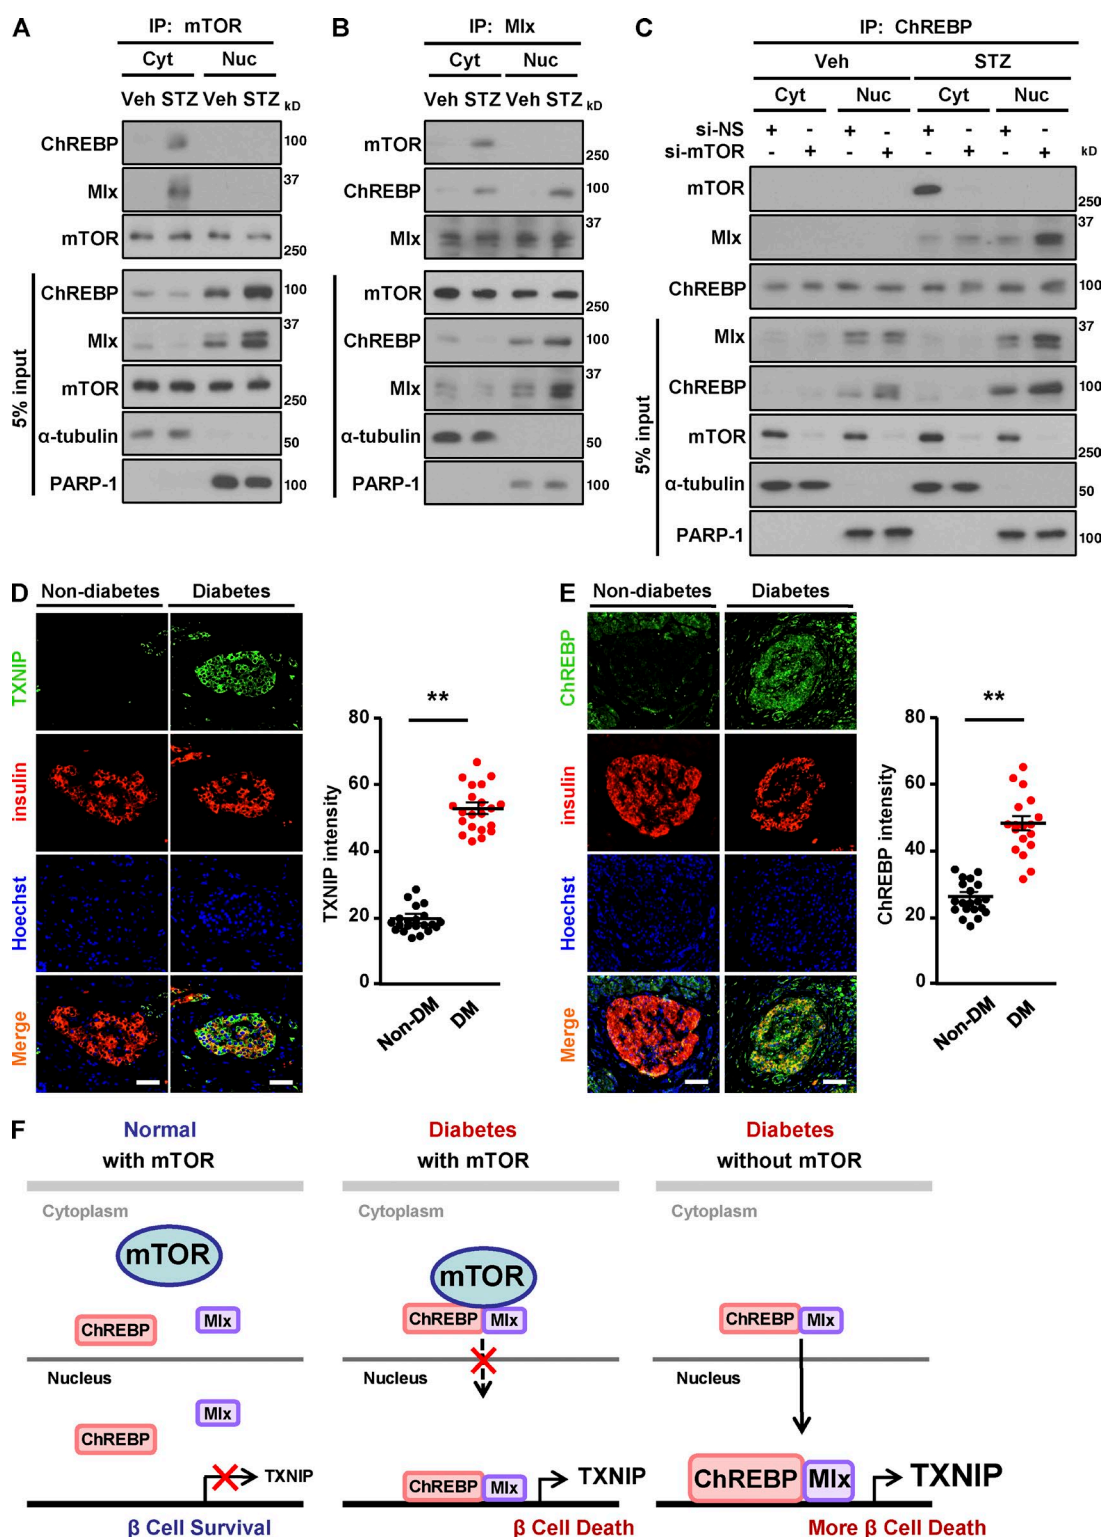 A
IP: mTOR
Cyt Nuc
Veh STZ Veh STZ kD
ChREBP 100
Mlx 37
mTOR 250
5% input
ChREBP 100
Mlx 37
mTOR 250
α-tubulin 50
PARP-1 100
B
IP: Mlx
Cyt Nuc
Veh STZ Veh STZ kD
mTOR 250
ChREBP 100
Mlx 37
mTOR 250
ChREBP 100
Mlx 37
α-tubulin 50
PARP-1 100
C
IP: ChREBP
Veh STZ
Cyt Nuc Cyt Nuc
si-NS + - + - + - + -
si-mTOR - + - + - + - + kD
mTOR 250
Mlx 37
ChREBP 100
5% input
Mlx 37
ChREBP 100
mTOR 250
α-tubulin 50
PARP-1 100
D
Non-diabetes Diabetes
TXNIP
insulin
Hoechst
Merge
TXNIP intensity
80
60
40
20
0
**
Non-DM DM
E
Non-diabetes Diabetes
ChREBP
insulin
Hoechst
Merge
ChREBP intensity
80
60
40
20
0
**
Non-DM DM
F
Normal
with mTOR
Cytoplasm
mTOR
ChREBP Mlx
Nucleus
ChREBP Mlx
TXNIP
β Cell Survival
Diabetes
with mTOR
Cytoplasm
mTOR
ChREBP Mlx
Nucleus
ChREBP Mlx
TXNIP
β Cell Death
Diabetes
without mTOR
Cytoplasm
ChREBP Mlx
Nucleus
ChREBP Mlx
TXNIP
More β Cell Death